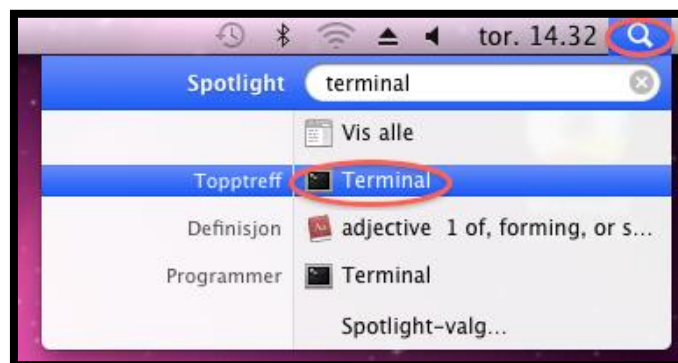 tor. 14.32
Spotlight terminal
Vis alle
Topptreff Terminal
Definisjon adjective 1 of, forming, or s...
Programmer Terminal
Spotlight-valg...